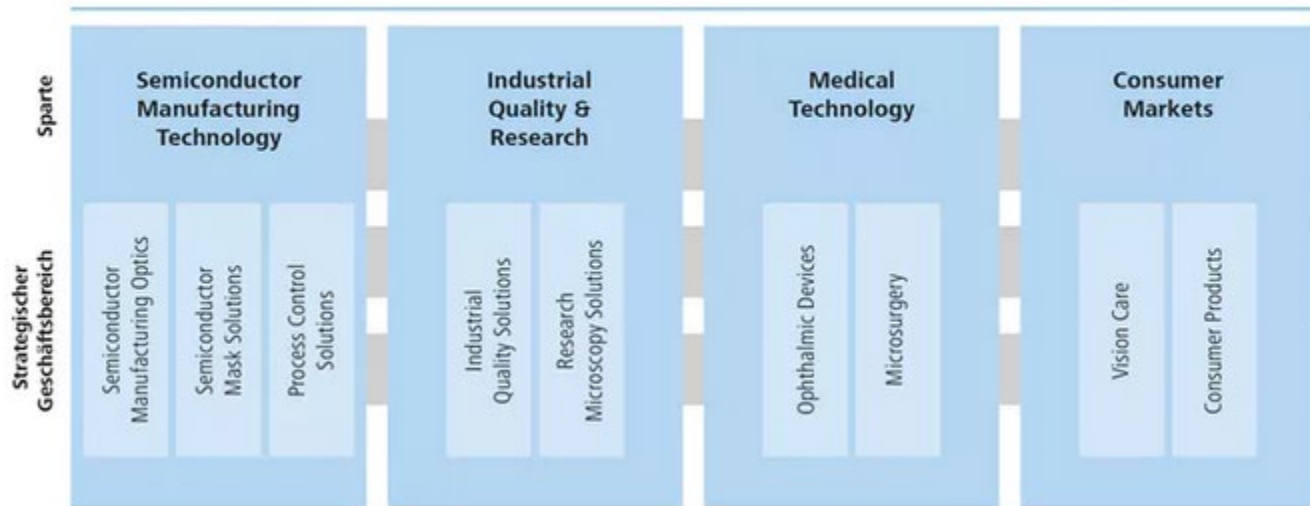 Sparte
Semiconductor
Manufacturing
Technology
Industrial
Quality &
Research
Medical
Technology
Consumer
Markets
Strategischer
Geschäftsbereich
Semiconductor
Manufacturing Optics
Semiconductor
Mask Solutions
Process Control
Solutions
Industrial
Quality Solutions
Research
Microscopy Solutions
Ophthalmic Devices
Microsurgery
Vision Care
Consumer Products